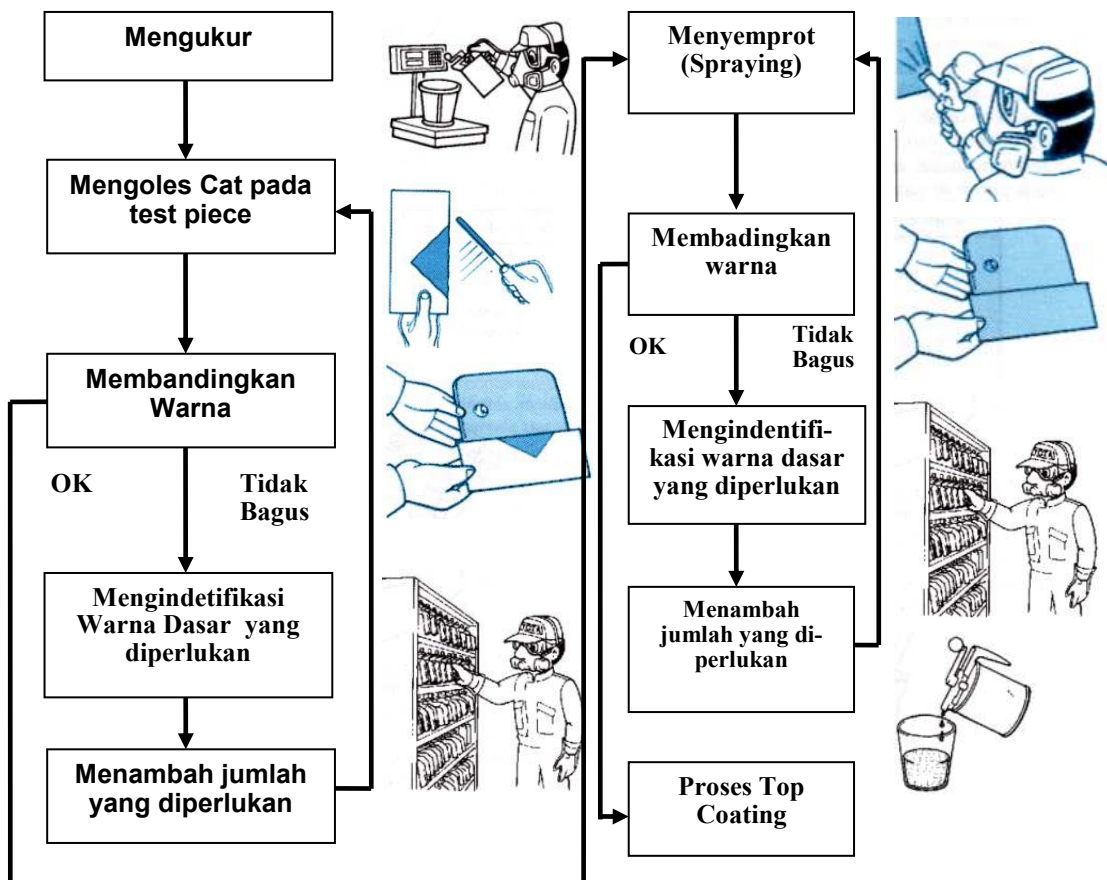 Mengukur
Mengoles Cat pada
test piece
Membandingkan
Warna
OK
Tidak
Bagus
Mengindetifikasi
Warna Dasar yang
diperlukan
Menambah jumlah
yang diperlukan
Menyemprot
(Spraying)
Membadingkan
warna
OK
Tidak
Bagus
Mengindentifi-
kasi warna dasar
yang diperlukan
Menambah
jumlah yang di-
perlukan
Proses Top
Coating